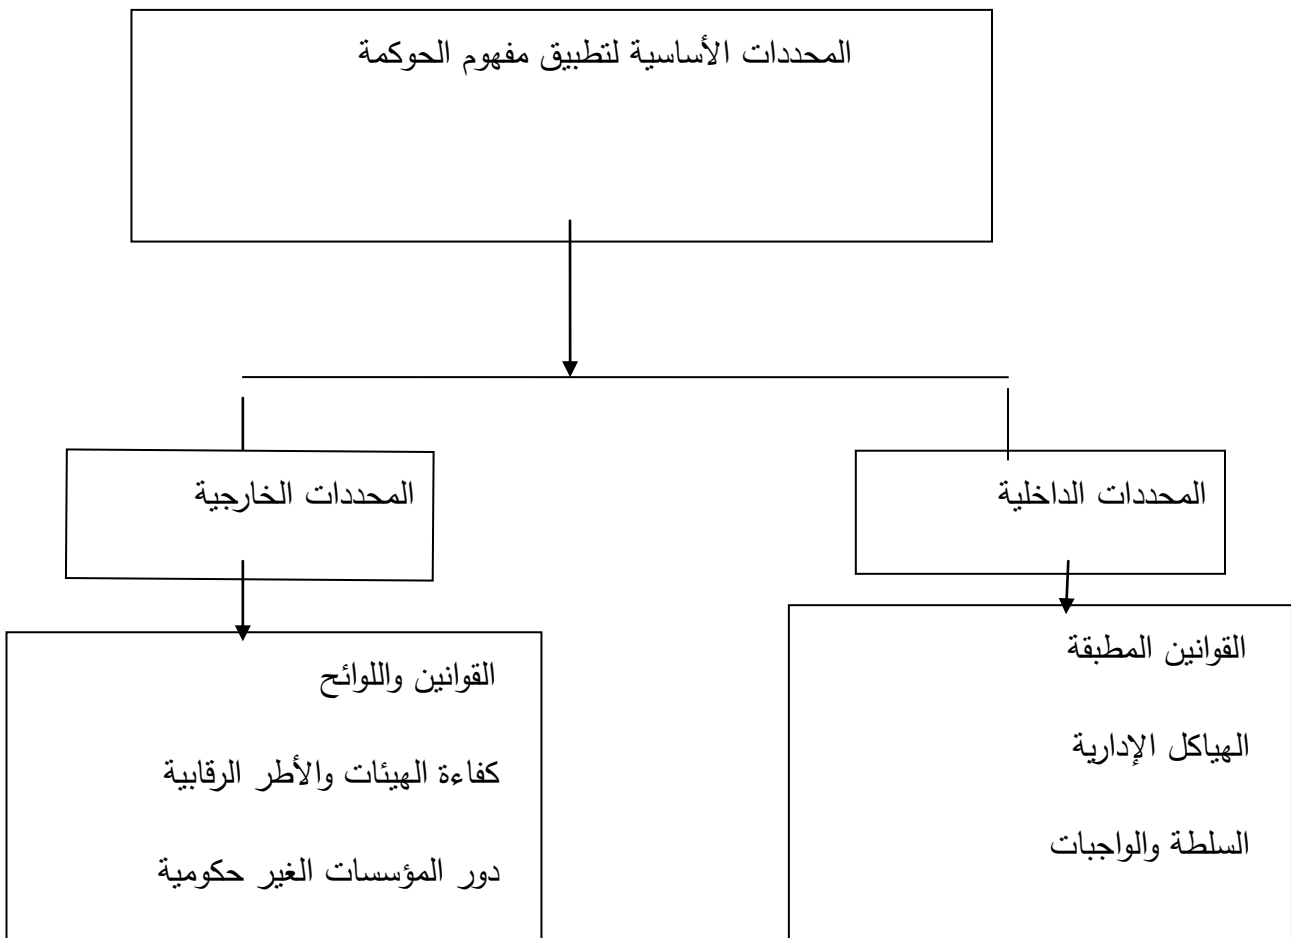 المحددات الأساسية لتطبيق مفهوم الحوكمة
المحددات الداخلية
المحددات الخارجية
القوانين المطبقة
الهياكل الإدارية
السلطة والواجبات
القوانين واللوائح
كفاءة الهيئات والأطر الرقابية
دور المؤسسات الغير حكومية